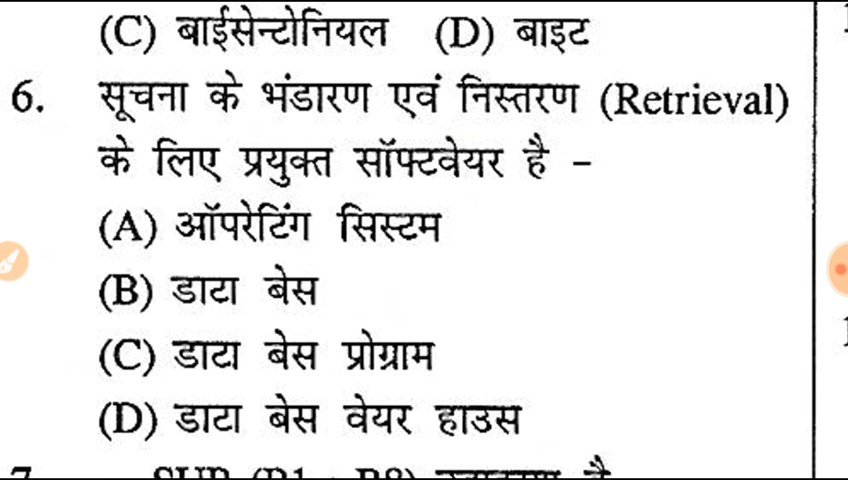 (C) बाईसेन्टोनियल (D) बाइट
6. सूचना के भंडारण एवं निस्तरण (Retrieval)
के लिए प्रयुक्त सॉफ्टवेयर है –
(A) ऑपरेटिंग सिस्टम
(B) डाटा बेस
(C) डाटा बेस प्रोग्राम
(D) डाटा बेस वेयर हाउस